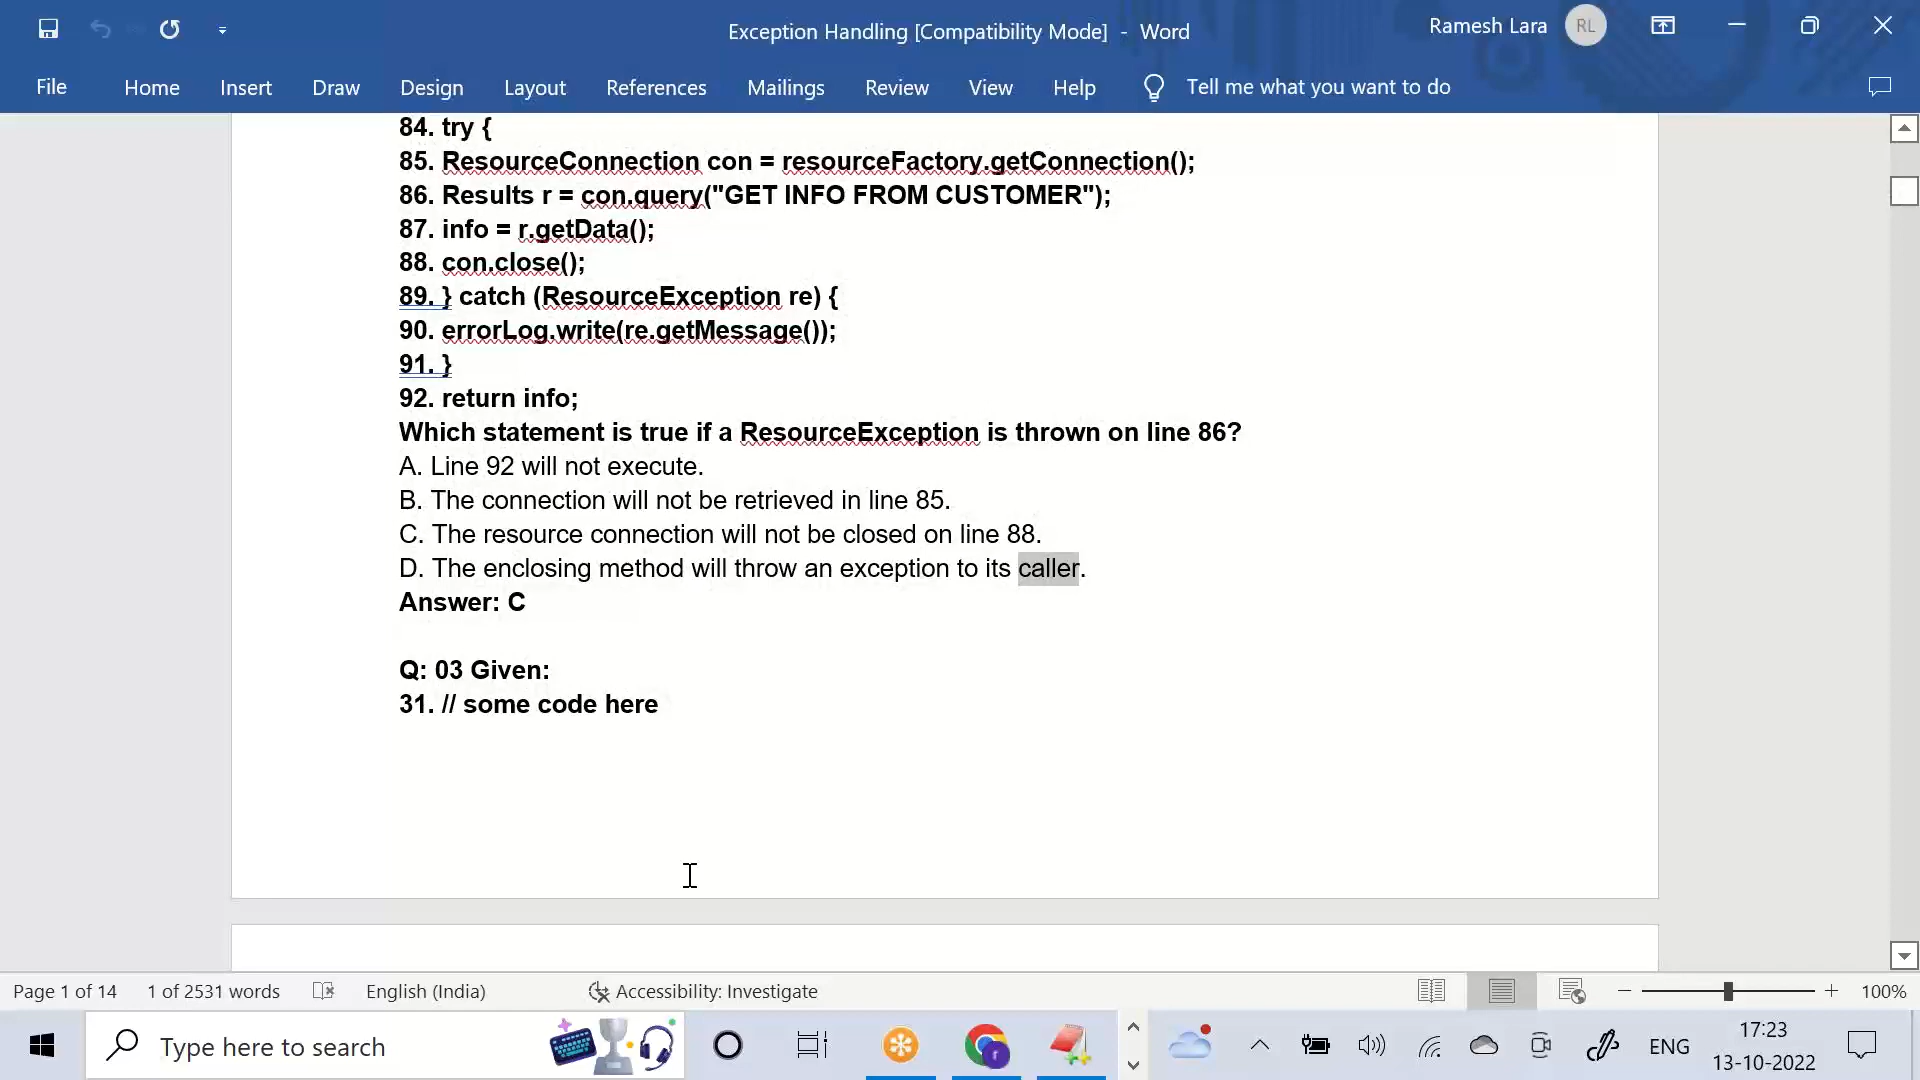 Exception Handling [Compatibility Mode] - Word
Ramesh Lara
RL
File Home Insert Draw Design Layout References Mailings Review View Help Tell me what you want to do
84. try {
85. ResourceConnection con = resourceFactory.getConnection();
86. Results r = con.query("GET INFO FROM CUSTOMER");
87. info = r.getData();
88. con.close();
89. } catch (ResourceException re) {
90. errorLog.write(re.getMessage());
91. }
92. return info;
Which statement is true if a ResourceException is thrown on line 86?
A. Line 92 will not execute.
B. The connection will not be retrieved in line 85.
C. The resource connection will not be closed on line 88.
D. The enclosing method will throw an exception to its caller.
Answer: C
Q: 03 Given:
31. // some code here
Page 1 of 14 1 of 2531 words English (India) Accessibility: Investigate 100%
Type here to search
r
ENG
17:23
13-10-2022